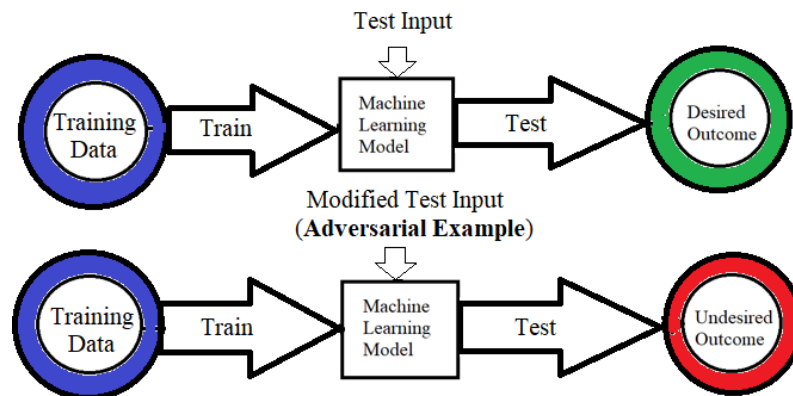 Test Input
Training
Data
Train
Machine
Learning
Model
Test
Desired
Outcome
Modified Test Input
(Adversarial Example)
Training
Data
Train
Machine
Learning
Model
Test
Undesired
Outcome